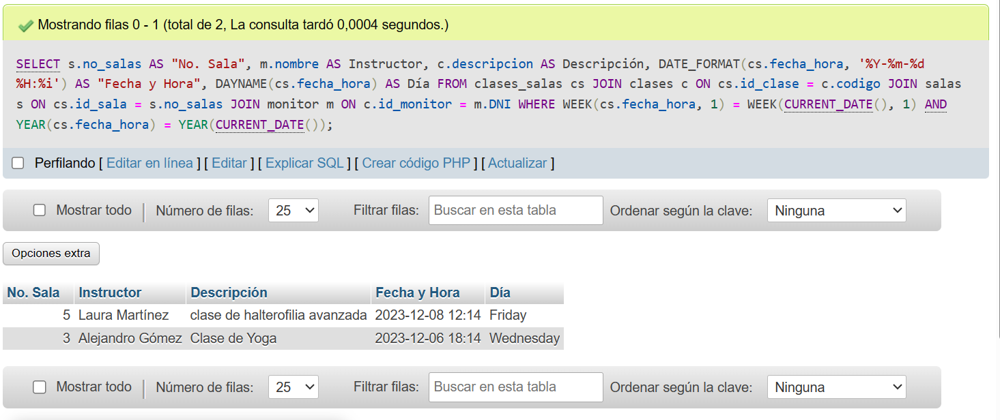 Mostrando filas 0 - 1 (total de 2, La consulta tardó 0,0004 segundos.)
SELECT s.no_salas AS "No. Sala", m.nombre AS Instructor, c.descripcion AS Descripción, DATE_FORMAT(cs.fecha_hora, '%Y-%m-%d
%H:%i') AS "Fecha y Hora", DAYNAME(cs.fecha_hora) AS Día FROM clases_salas cs JOIN clases c ON cs.id_clase = c.codigo JOIN salas
s ON cs.id_sala = s.no_salas JOIN monitor m ON c.id_monitor = m.DNI WHERE WEEK(cs.fecha_hora, 1) = WEEK(CURRENT_DATE(), 1) AND
YEAR(cs.fecha_hora) = YEAR(CURRENT_DATE());
Perfilando [ Editar en línea ] [ Editar ] [ Explicar SQL ] [ Crear código PHP ] [ Actualizar ]
Mostrar todo | Número de filas: 25 Filtrar filas: Buscar en esta tabla Ordenar según la clave: Ninguna
Opciones extra
No. Sala Instructor Descripción Fecha y Hora Día
5 Laura Martínez clase de halterofilia avanzada 2023-12-08 12:14 Friday
3 Alejandro Gómez Clase de Yoga 2023-12-06 18:14 Wednesday
Mostrar todo | Número de filas: 25 Filtrar filas: Buscar en esta tabla Ordenar según la clave: Ninguna